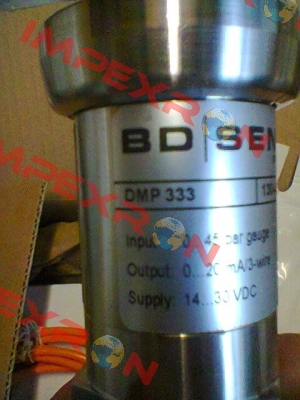 IMPEXRON
BD SEN
DMP 333
Input: 0...45 bar gauge
Output: 0...20 mA/3-wire
Supply: 14...30 VDC
IMPEXRON